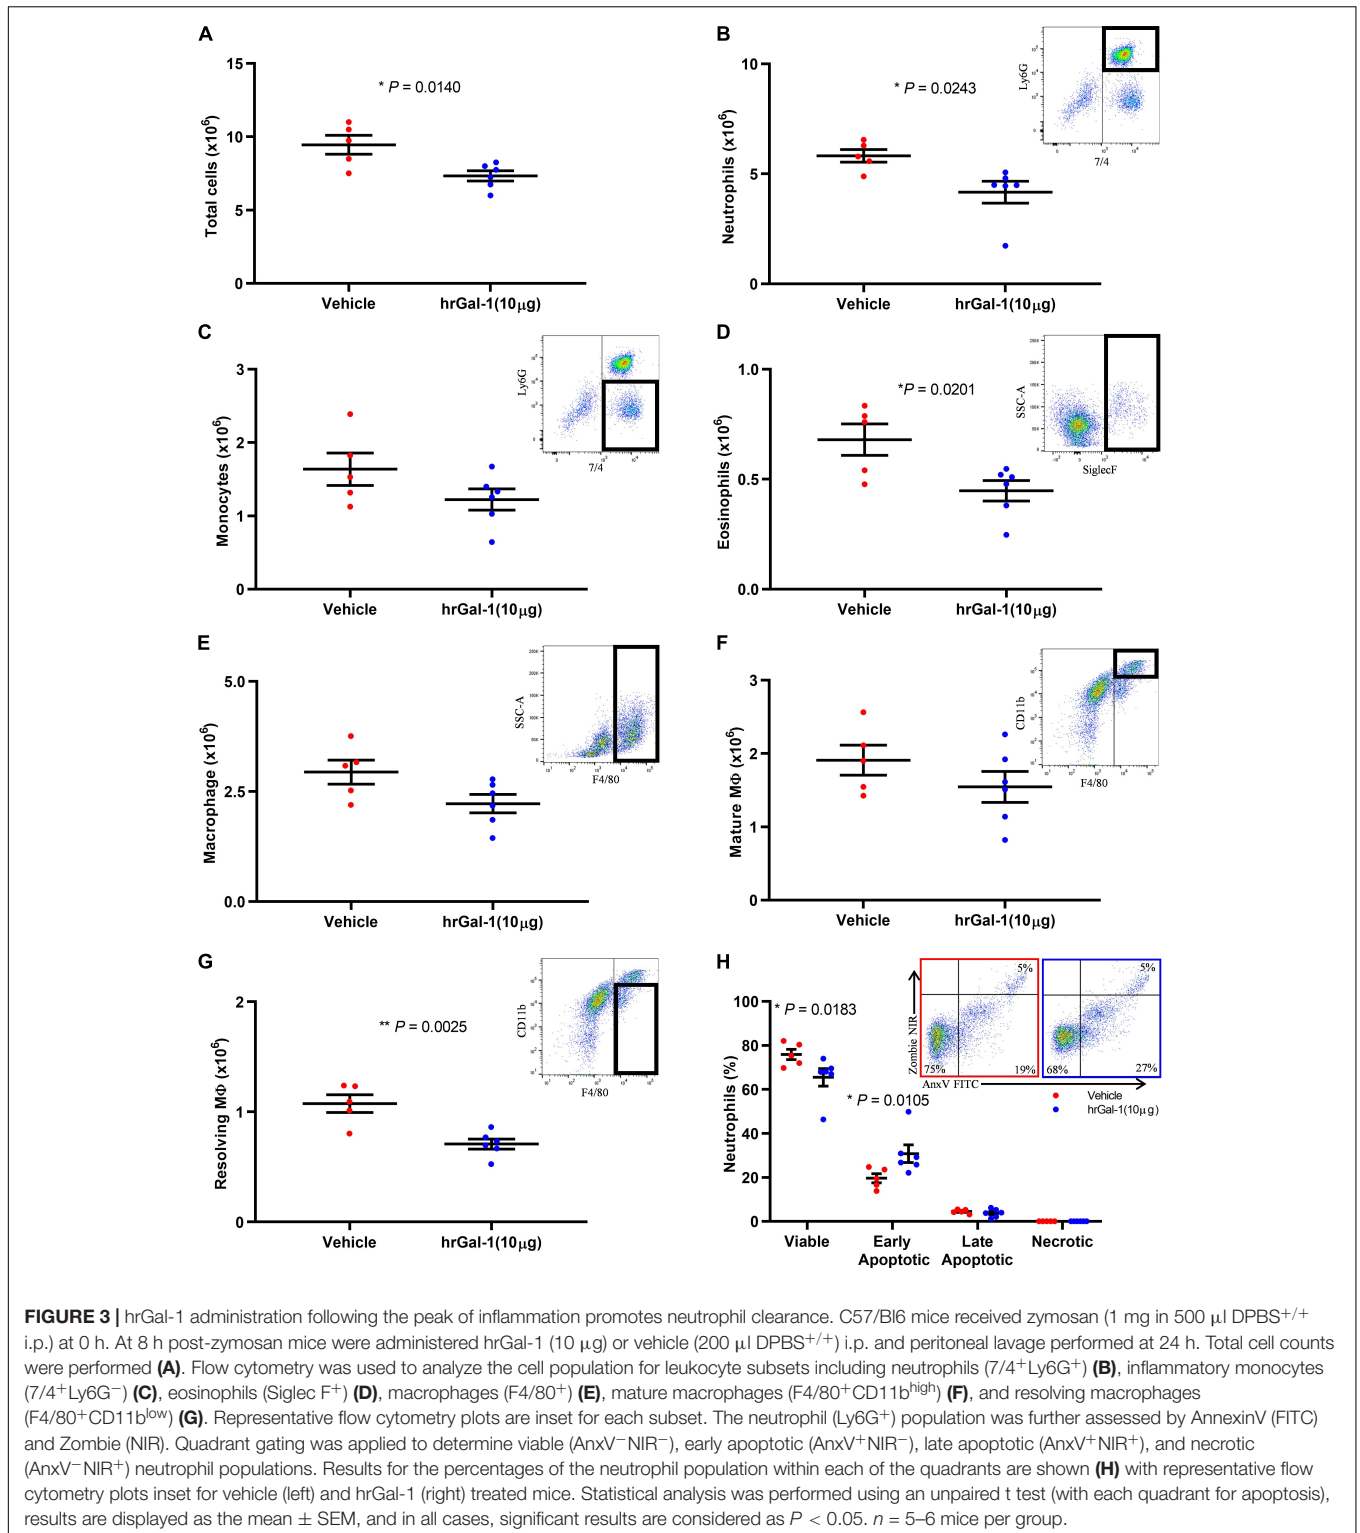 A
15
10
5
0
Total cells (x10⁶)
* P = 0.0140
Vehicle
hrGal-1(10µg)
B
10
5
0
Neutrophils (x10⁶)
* P = 0.0243
Vehicle
hrGal-1(10µg)
Ly6G
7/4
C
3
2
1
0
Monocytes (x10⁶)
Vehicle
hrGal-1(10µg)
Ly6G
7/4
D
1.0
0.5
0.0
Eosinophils (x10⁶)
*P = 0.0201
Vehicle
hrGal-1(10µg)
SSC-A
250K
200K
150K
100K
50K
0
SiglecF
E
5.0
2.5
0.0
Macrophage (x10⁶)
Vehicle
hrGal-1(10µg)
SSC-A
250K
200K
150K
100K
50K
0
F4/80
F
3
2
1
0
Mature MΦ (x10⁶)
Vehicle
hrGal-1(10µg)
CD11b
F4/80
G
2
1
0
Resolving MΦ (x10⁶)
** P = 0.0025
Vehicle
hrGal-1(10µg)
CD11b
F4/80
H
100
80
60
40
20
0
Neutrophils (%)
* P = 0.0183
* P = 0.0105
Viable
Early
Apoptotic
Late
Apoptotic
Necrotic
Zombie NIR
AnxV FITC
5%
75%
19%
5%
68%
27%
Vehicle
hrGal-1(10µg)
FIGURE 3 | hrGal-1 administration following the peak of inflammation promotes neutrophil clearance. C57/Bl6 mice received zymosan (1 mg in 500 µl DPBS⁺/⁺
i.p.) at 0 h. At 8 h post-zymosan mice were administered hrGal-1 (10 µg) or vehicle (200 µl DPBS⁺/⁺) i.p. and peritoneal lavage performed at 24 h. Total cell counts
were performed (A). Flow cytometry was used to analyze the cell population for leukocyte subsets including neutrophils (7/4⁺Ly6G⁺) (B), inflammatory monocytes
(7/4⁺Ly6G⁻) (C), eosinophils (Siglec F⁺) (D), macrophages (F4/80⁺) (E), mature macrophages (F4/80⁺CD11bʰⁱᵍʰ) (F), and resolving macrophages
(F4/80⁺CD11bˡᵒʷ) (G). Representative flow cytometry plots are inset for each subset. The neutrophil (Ly6G⁺) population was further assessed by AnnexinV (FITC)
and Zombie (NIR). Quadrant gating was applied to determine viable (AnxV⁻NIR⁻), early apoptotic (AnxV⁺NIR⁻), late apoptotic (AnxV⁺NIR⁺), and necrotic
(AnxV⁻NIR⁺) neutrophil populations. Results for the percentages of the neutrophil population within each of the quadrants are shown (H) with representative flow
cytometry plots inset for vehicle (left) and hrGal-1 (right) treated mice. Statistical analysis was performed using an unpaired t test (with each quadrant for apoptosis),
results are displayed as the mean ± SEM, and in all cases, significant results are considered as P < 0.05. n = 5–6 mice per group.